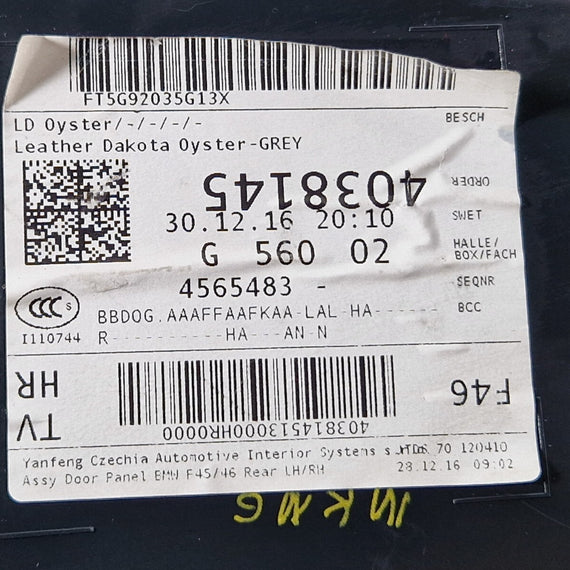 FT5G92035G13X
LD Oyster/-/-/-/-
BESCH
Leather Dakota Oyster-GREY
4038145
ORDER
30.12.16 20:10
SWET
G 560 02
HALLE/
BOX/FACH
4565483 -
SEQNR
CCC S
BBDOG.AAAFFAAFKAA-LAL-HA------
BCC
I110744
R----------HA---AN-N
HR
F46
TV
403814513000HR0000
Yanfeng Czechia Automotive Interior Systems s.
70 120410
Assy Door Panel BMW F45/46 Rear LH/RH
28.12.16 09:02